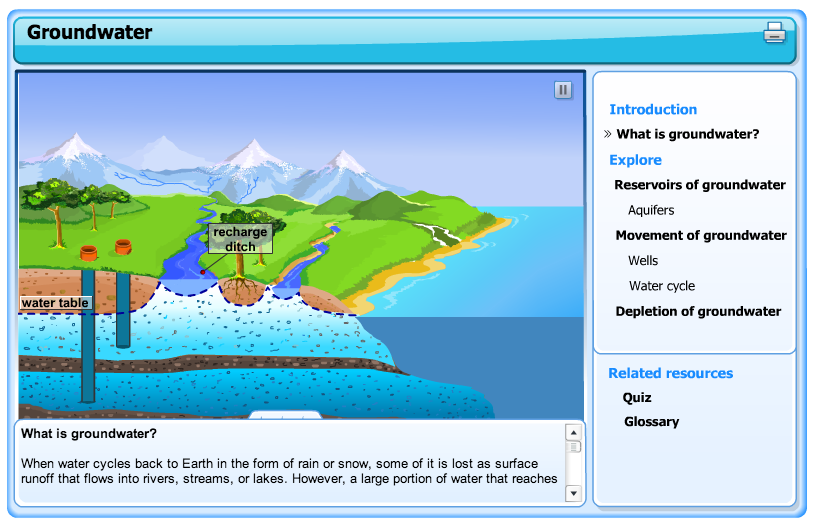 Groundwater
recharge
ditch
water table
What is groundwater?
When water cycles back to Earth in the form of rain or snow, some of it is lost as surface
runoff that flows into rivers, streams, or lakes. However, a large portion of water that reaches
Introduction
» What is groundwater?
Explore
Reservoirs of groundwater
Aquifers
Movement of groundwater
Wells
Water cycle
Depletion of groundwater
Related resources
Quiz
Glossary